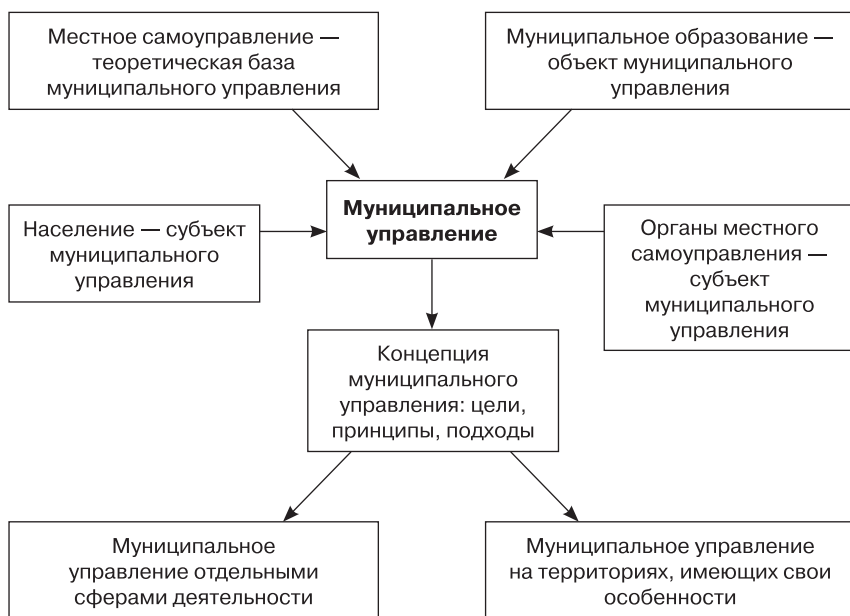 Местное самоуправление —
теоретическая база
муниципального управления
Муниципальное образование —
объект муниципального
управления
Муниципальное
управление
Население — субъект
муниципального
управления
Органы местного
самоуправления —
субъект
муниципального
управления
Концепция
муниципального
управления: цели,
принципы, подходы
Муниципальное
управление отдельными
сферами деятельности
Муниципальное управление
на территориях, имеющих свои
особенности